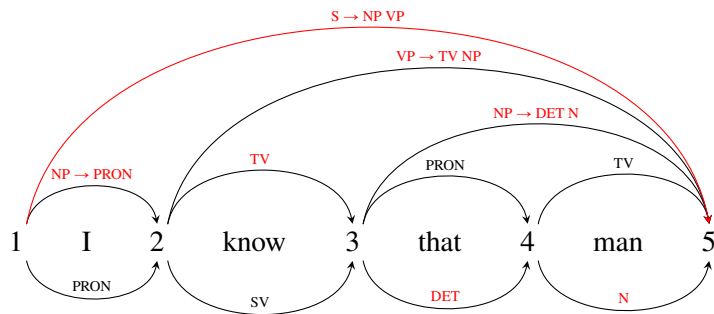 S → NP VP
VP → TV NP
NP → DET N
NP → PRON TV PRON TV
1 I 2 know 3 that 4 man 5
PRON SV DET N